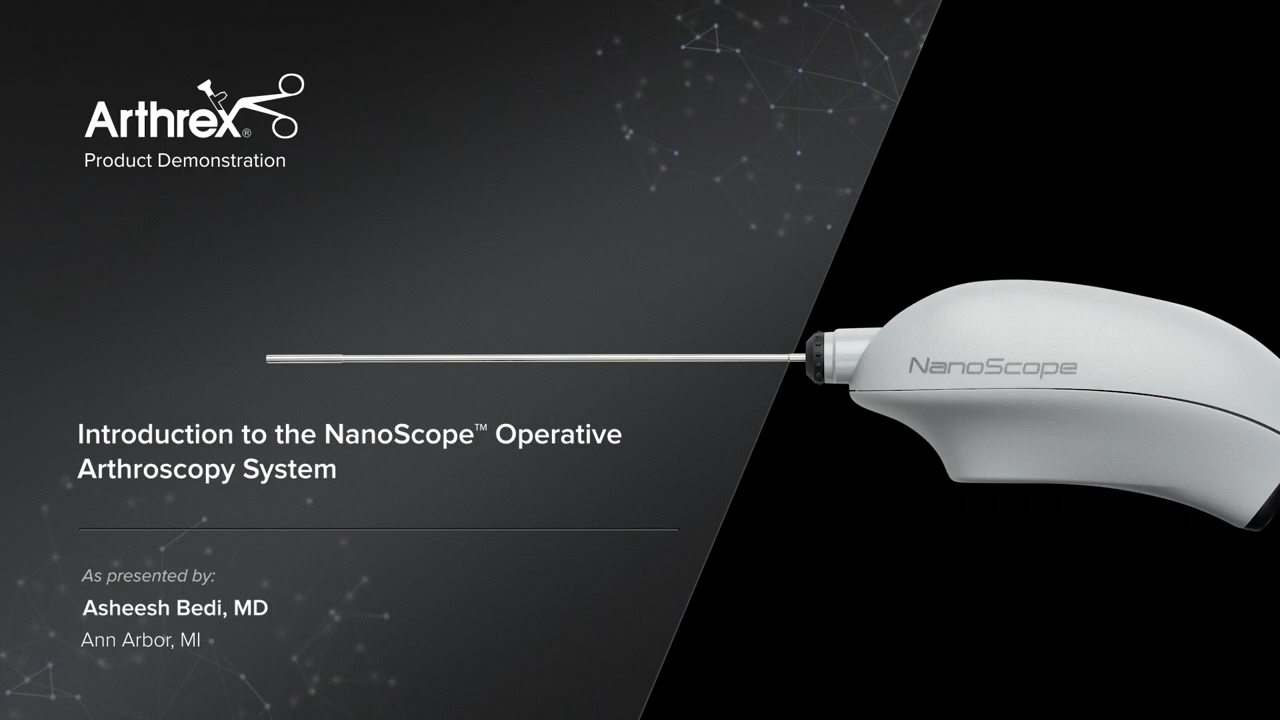 Arthrex®
Product Demonstration
NanoScope
Introduction to the NanoScope™ Operative
Arthroscopy System
As presented by:
Asheesh Bedi, MD
Ann Arbor, MI